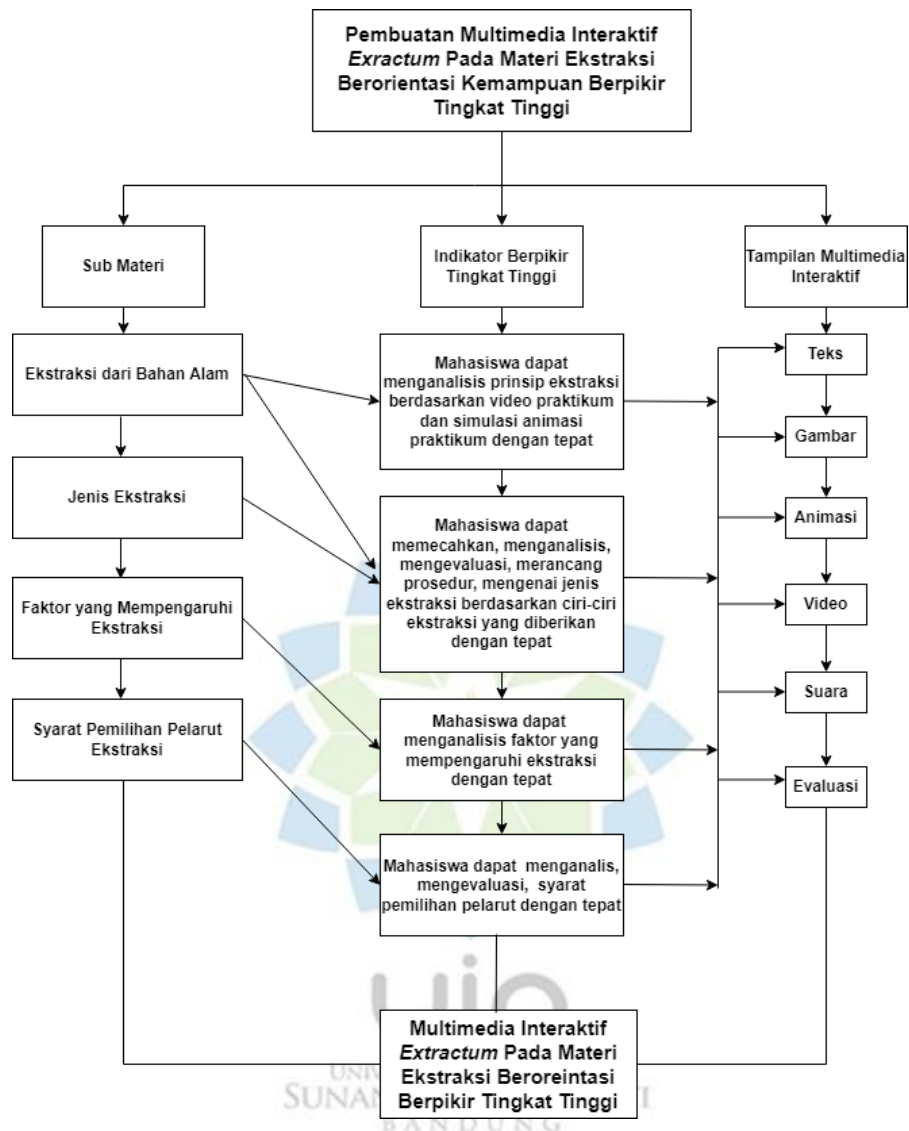 Pembuatan Multimedia Interaktif
Exractum Pada Materi Ekstraksi
Berorientasi Kemampuan Berpikir
Tingkat Tinggi
Sub Materi
Indikator Berpikir
Tingkat Tinggi
Tampilan Multimedia
Interaktif
Ekstraksi dari Bahan Alam
Jenis Ekstraksi
Faktor yang Mempengaruhi
Ekstraksi
Syarat Pemilihan Pelarut
Ekstraksi
Mahasiswa dapat
menganalisis prinsip ekstraksi
berdasarkan video praktikum
dan simulasi animasi
praktikum dengan tepat
Mahasiswa dapat
memecahkan, menganalisis,
mengevaluasi, merancang
prosedur, mengenai jenis
ekstraksi berdasarkan ciri-ciri
ekstraksi yang diberikan
dengan tepat
Mahasiswa dapat
menganalisis faktor yang
mempengaruhi ekstraksi
dengan tepat
Mahasiswa dapat menganalis,
mengevaluasi, syarat
pemilihan pelarut dengan tepat
Teks
Gambar
Animasi
Video
Suara
Evaluasi
Multimedia Interaktif
Extractum Pada Materi
Ekstraksi Beroreintasi
Berpikir Tingkat Tinggi
uin
BANDUNG